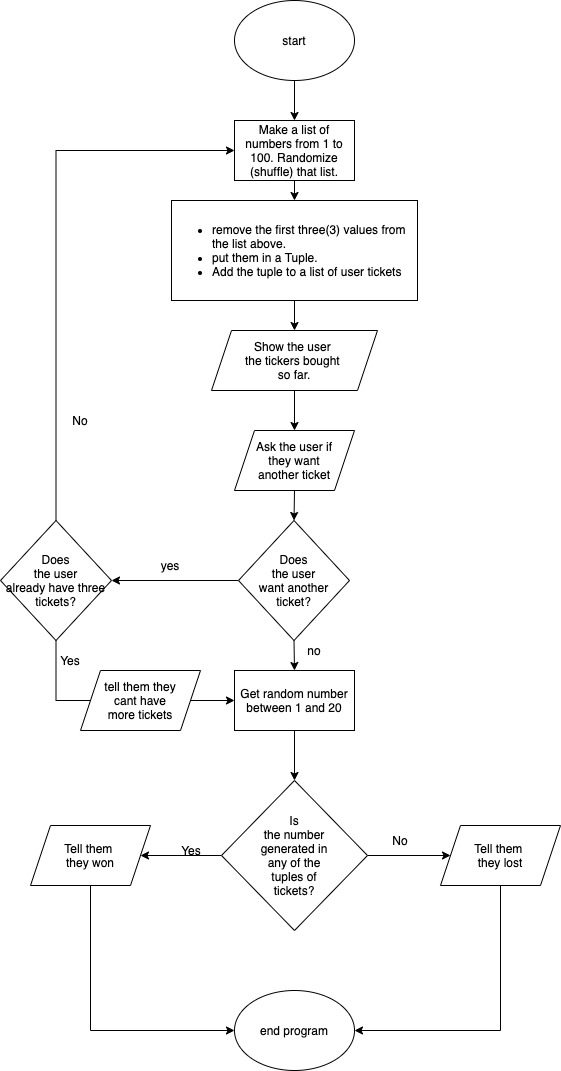 start
Make a list of
numbers from 1 to
100. Randomize
(shuffle) that list.
• remove the first three(3) values from
the list above.
• put them in a Tuple.
• Add the tuple to a list of user tickets
Show the user
the tickers bought
so far.
No
Ask the user if
they want
another ticket
Does
the user
already have three
tickets?
yes
Does
the user
want another
ticket?
Yes
no
tell them they
cant have
more tickets
Get random number
between 1 and 20
Is
the number
generated in
any of the
tuples of
tickets?
Yes
No
Tell them
they won
Tell them
they lost
end program